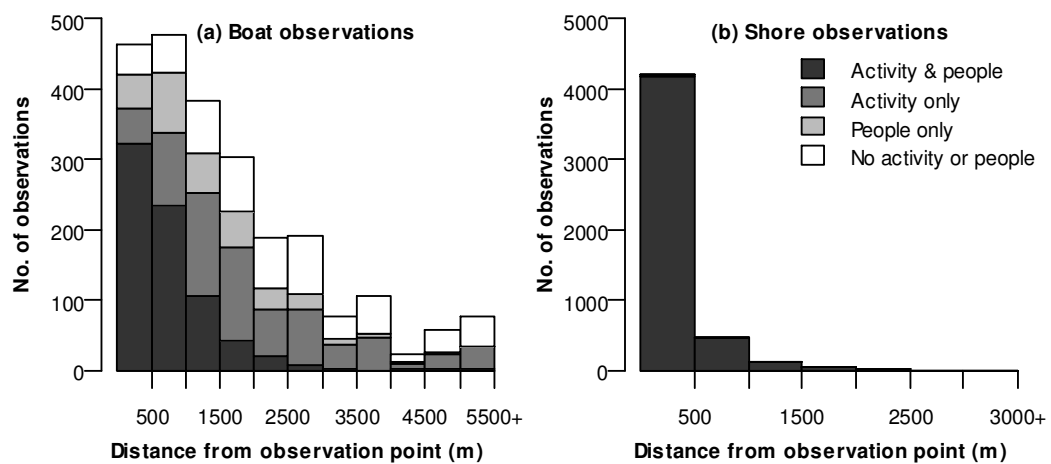 (a) Boat observations
500
400
300
200
100
0
No. of observations
500
1500
2500
3500
4500
5500+
Distance from observation point (m)
(b) Shore observations
Activity & people
Activity only
People only
No activity or people
5000
4000
3000
2000
1000
0
No. of observations
500
1500
2500
3000+
Distance from observation point (m)